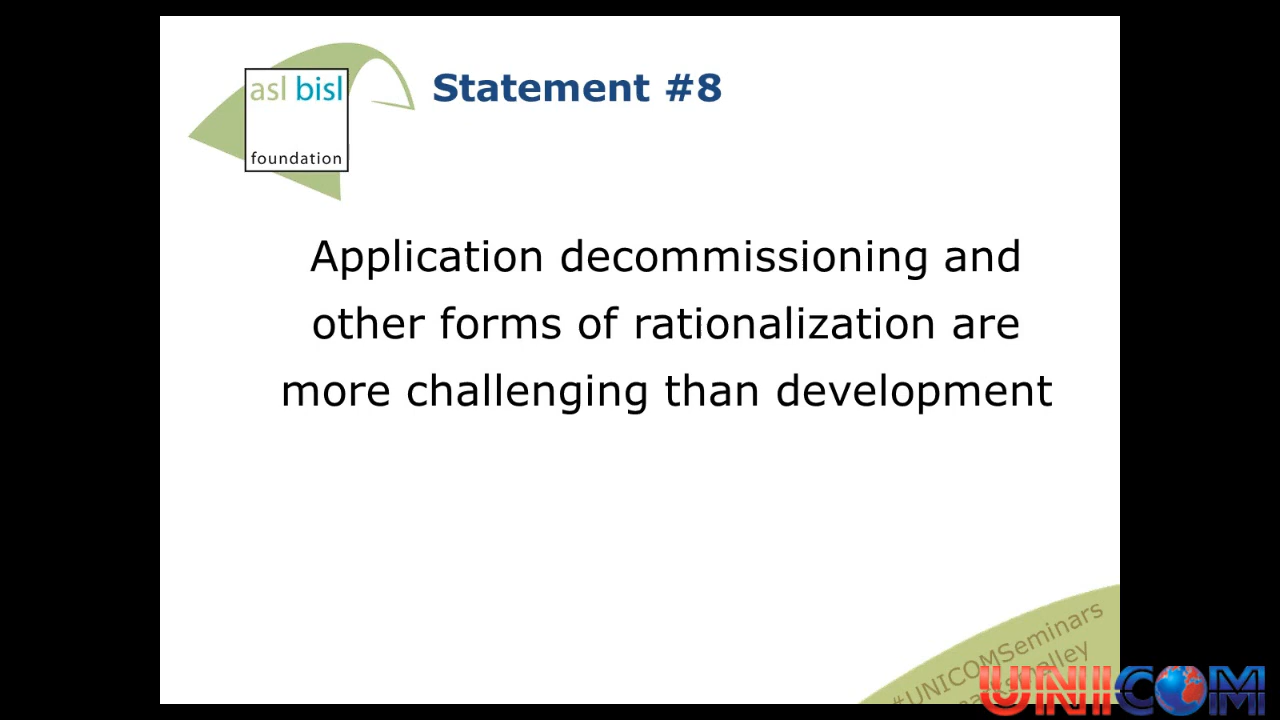 asl bisl
foundation
Statement #8
Application decommissioning and
other forms of rationalization are
more challenging than development
#UNICOMSeminars
UNICOM